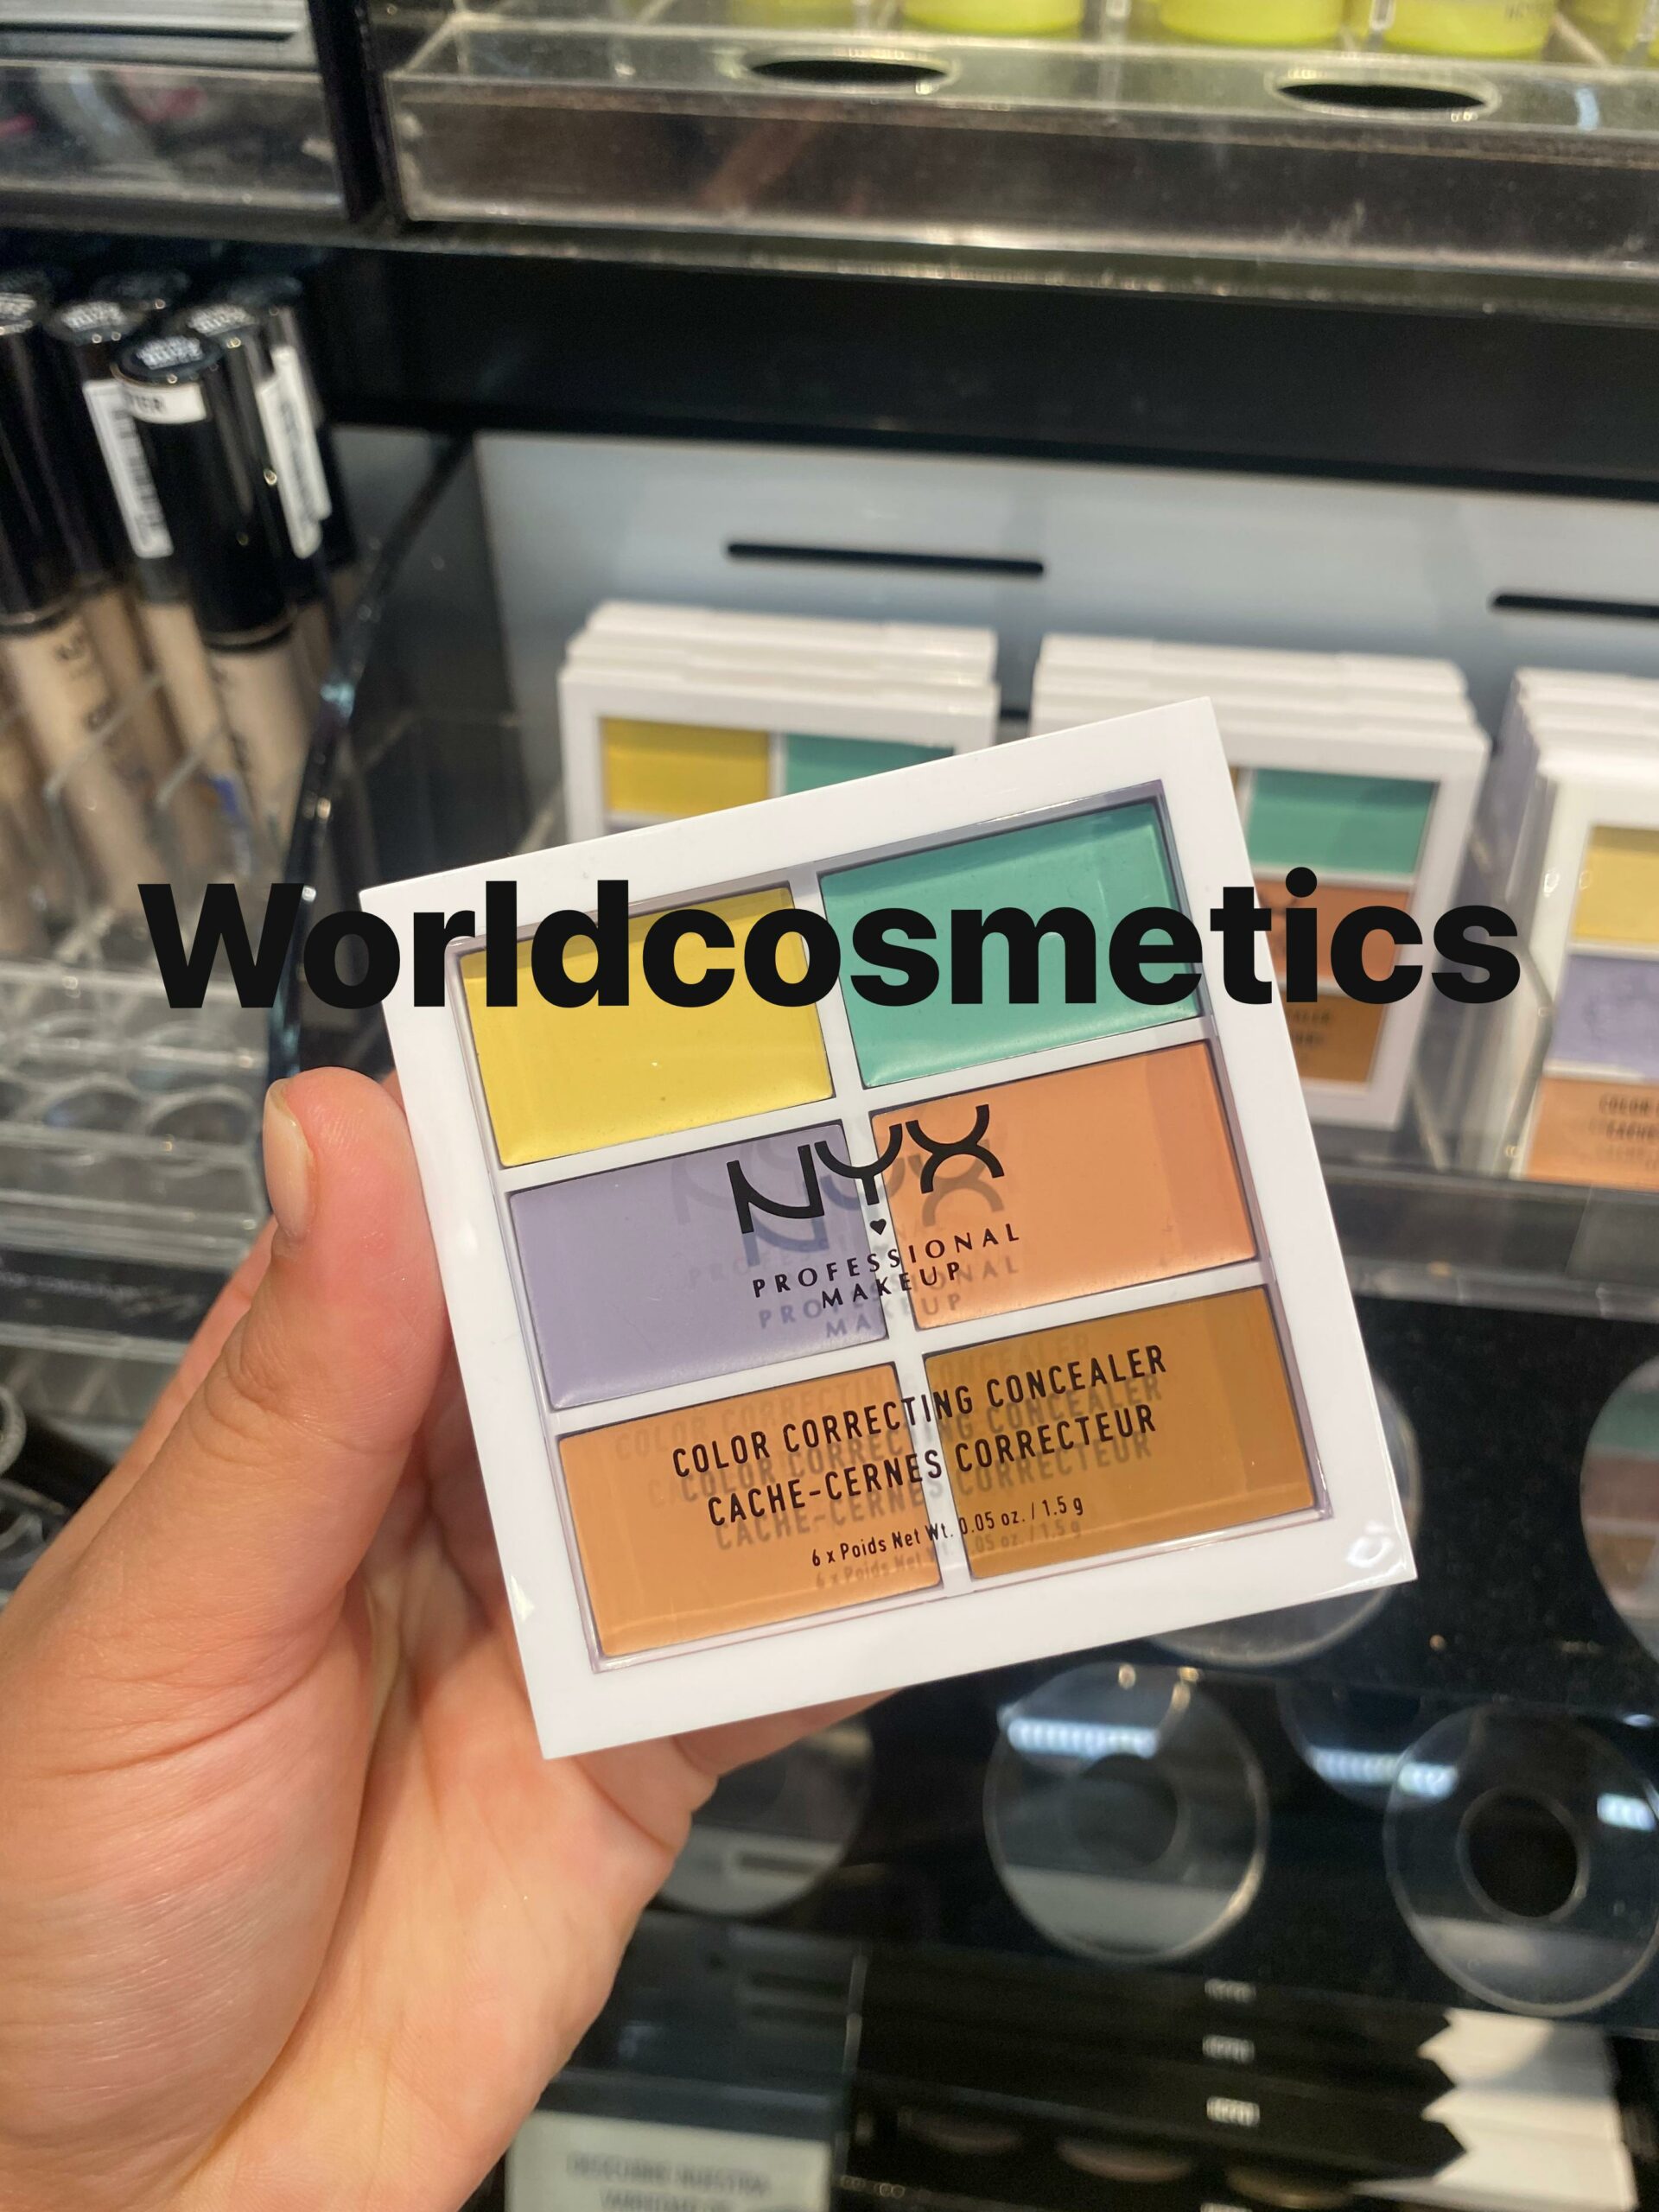 Worldcosmetics
NYX
PROFESSIONAL
MAKEUP
COLOR CORRECTING CONCEALER
CACHE-CERNES CORRECTEUR
6 x Poids Net Wt. 0.05 oz. / 1.5 g